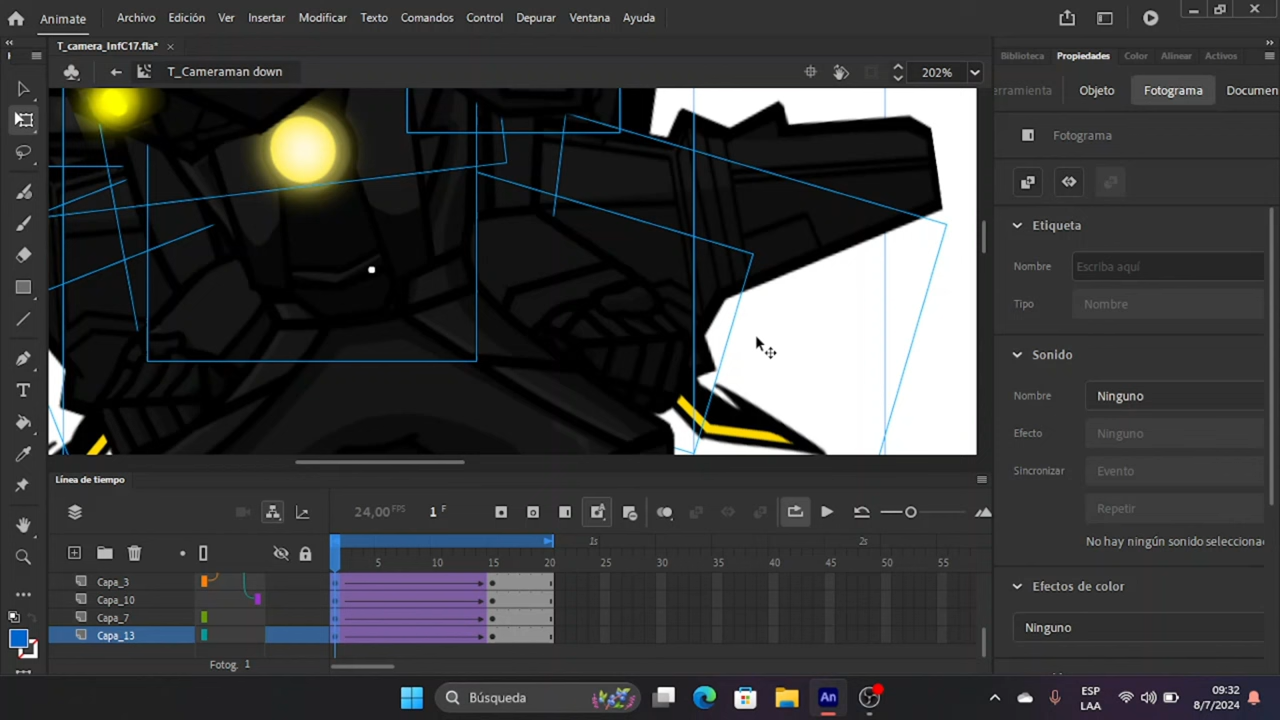 Animate Archivo Edición Ver Insertar Modificar Texto Comandos Control Depurar Ventana Ayuda
T_camera_InfC17.fla* ×
T_Cameraman down 202%
Biblioteca Propiedades Color Alinear Activos
erramienta Objeto Fotograma Documen
Fotograma
Etiqueta
Nombre Escriba aquí
Tipo Nombre
Sonido
Nombre Ninguno
Efecto Ninguno
Sincronizar Evento
Repetir
No hay ningún sonido selecciona
Efectos de color
Ninguno
Línea de tiempo
24,00 FPS 1 F
1s 2s
5 10 15 20 25 30 35 40 45 50 55
Capa_3
Capa_10
Capa_7
Capa_13
Fotog. 1
Búsqueda
An
ESP
LAA
09:32
8/7/2024